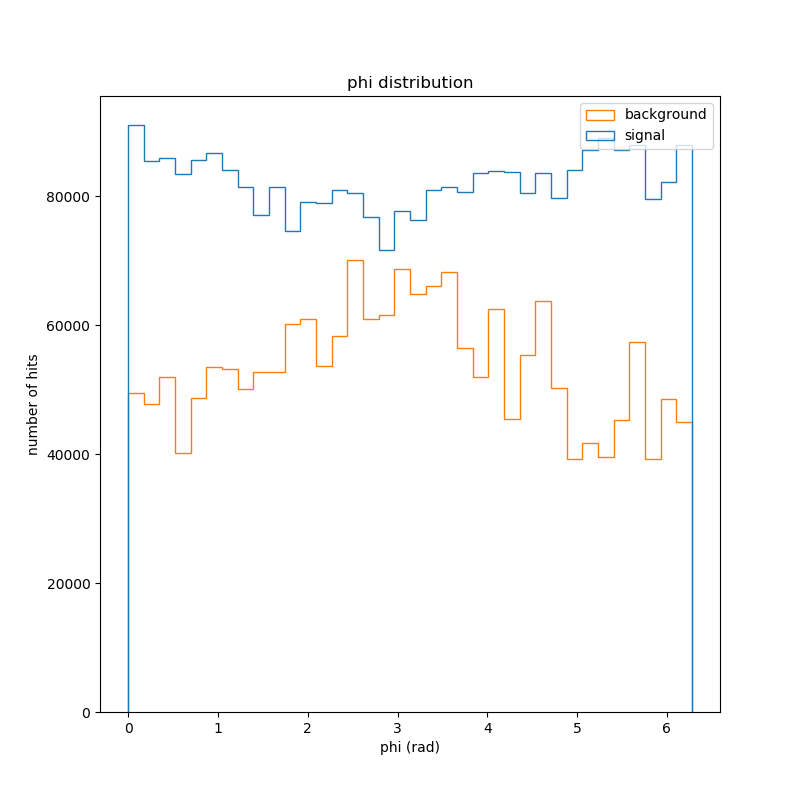 phi distribution
background
signal
80000
60000
40000
20000
0
number of hits
0 1 2 3 4 5 6
phi (rad)